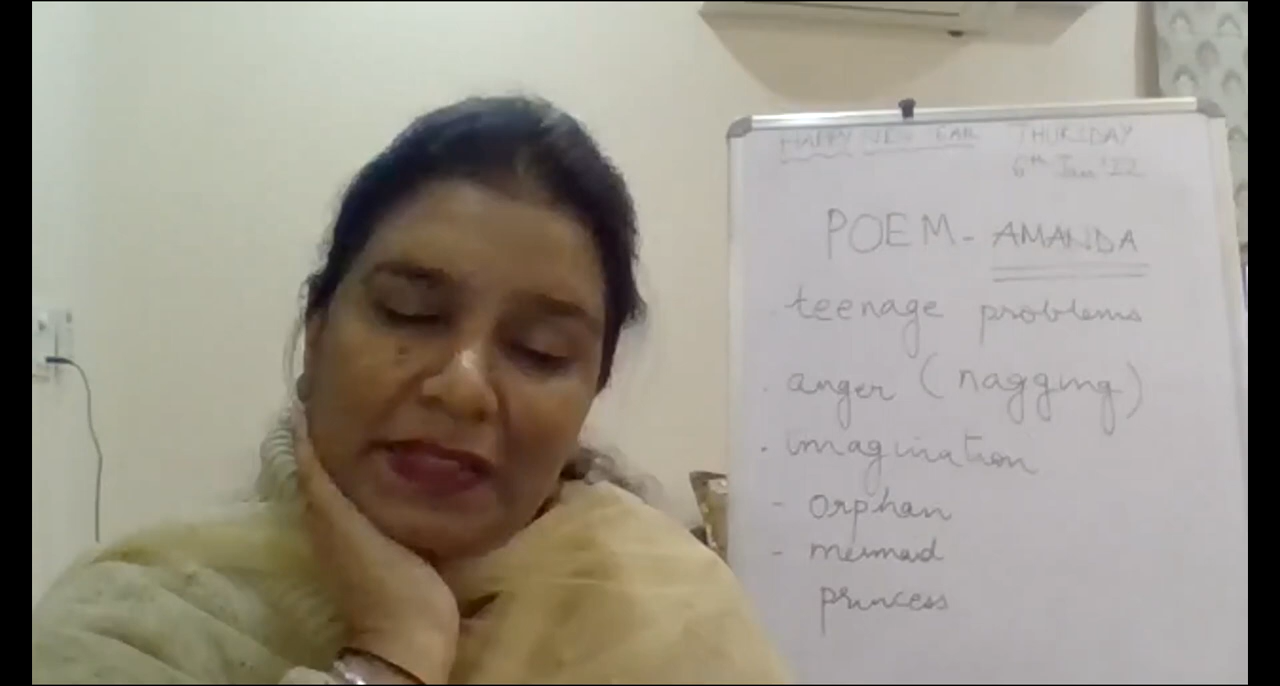 HAPPY NEW EAR THURSDAY
6th Jan '22
POEM - AMANDA
· teenage problems
· anger (nagging)
· imagination
- orphan
- mermaid
princess